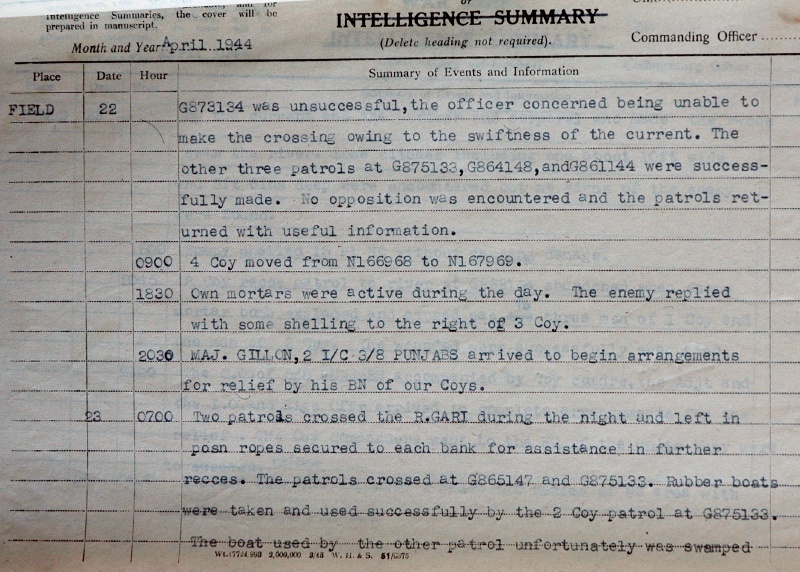 Intelligence Summaries, the cover will be
prepared in manuscript.
INTELLIGENCE SUMMARY
(Delete heading not required).
Commanding Officer
Month and Year April 1944
Place Date Hour Summary of Events and Information
FIELD 22 G873134 was unsuccessful,the officer concerned being unable to
make the crossing owing to the swiftness of the current. The
other three patrols at G875133,G864148,andG861144 were success-
fully made. No opposition was encountered and the patrols ret-
urned with useful information.
0900 4 Coy moved from N166968 to N167969.
1830 Own mortars were active during the day. The enemy replied
with some shelling to the right of 3 Coy.
2030 MAJ. GILLON,2 I/C 3/8 PUNJABS arrived to begin arrangements
for relief by his BN of our Coys.
23 0700 Two patrols crossed the R.GARI during the night and left in
posn ropes secured to each bank for assistance in further
recces. The patrols crossed at G865147 and G875133. Rubber boats
were taken and used successfully by the 2 Coy patrol at G875133.
The boat used by the other patrol unfortunately was swamped
2,000,000 3/43 W. H. & S. 51/6375